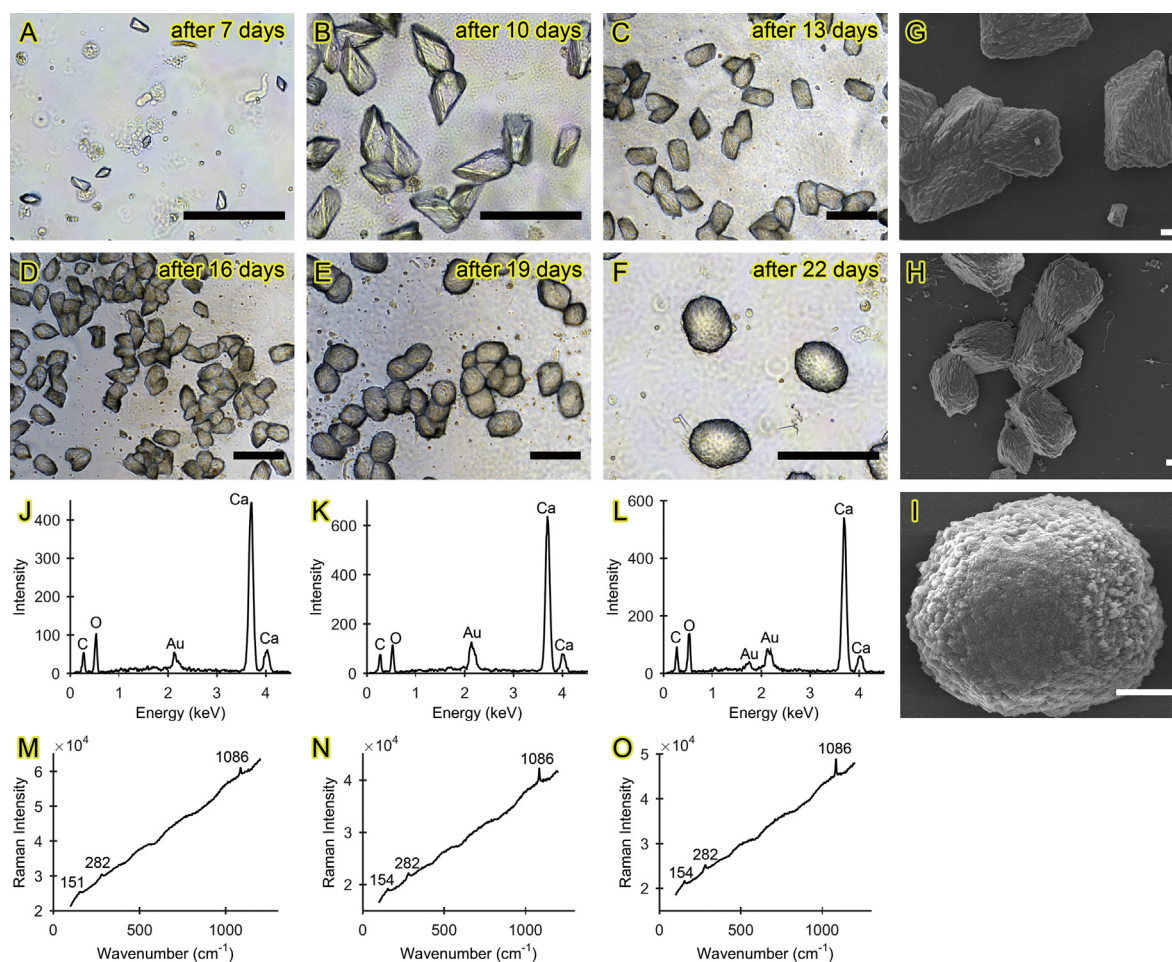 A after 7 days
B after 10 days
C after 13 days
G
D after 16 days
E after 19 days
F after 22 days
H
J
Ca
400
300
200
100
0
Intensity
C
O
Au
Ca
0 1 2 3 4
Energy (keV)
K
Ca
600
400
200
0
Intensity
C
O
Au
Ca
0 1 2 3 4
Energy (keV)
L
600
Ca
400
200
0
Intensity
C
O
Au
Au
Ca
0 1 2 3 4
Energy (keV)
I
M
×10⁴
6
5
4
3
2
Raman Intensity
151
282
1086
0 500 1000
Wavenumber (cm⁻¹)
N
×10⁴
4
3
2
Raman Intensity
154
282
1086
0 500 1000
Wavenumber (cm⁻¹)
O
×10⁴
5
4
3
2
Raman Intensity
154
282
1086
0 500 1000
Wavenumber (cm⁻¹)